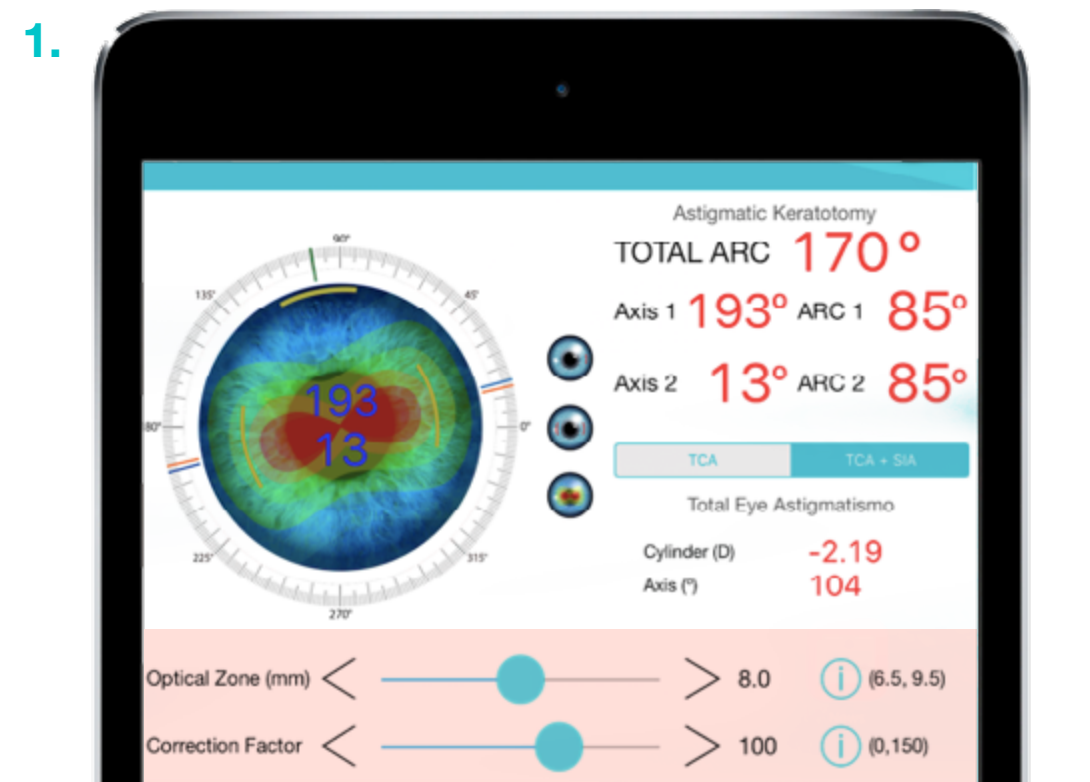 1.
Astigmatic Keratotomy
TOTAL ARC 170º
Axis 1 193º ARC 1 85º
Axis 2 13º ARC 2 85º
90°
135°
45°
193
13
80°
0°
225°
315°
270°
TCA TCA + SIA
Total Eye Astigmatismo
Cylinder (D) -2.19
Axis (º) 104
Optical Zone (mm) < > 8.0 i (6.5, 9.5)
Correction Factor < > 100 i (0,150)